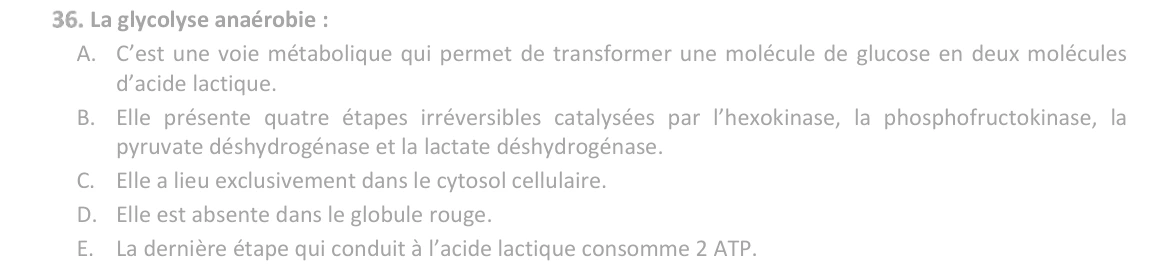 36. La glycolyse anaérobie :
A. C’est une voie métabolique qui permet de transformer une molécule de glucose en deux molécules
d’acide lactique.
B. Elle présente quatre étapes irréversibles catalysées par l’hexokinase, la phosphofructokinase, la
pyruvate déshydrogénase et la lactate déshydrogénase.
C. Elle a lieu exclusivement dans le cytosol cellulaire.
D. Elle est absente dans le globule rouge.
E. La dernière étape qui conduit à l’acide lactique consomme 2 ATP.